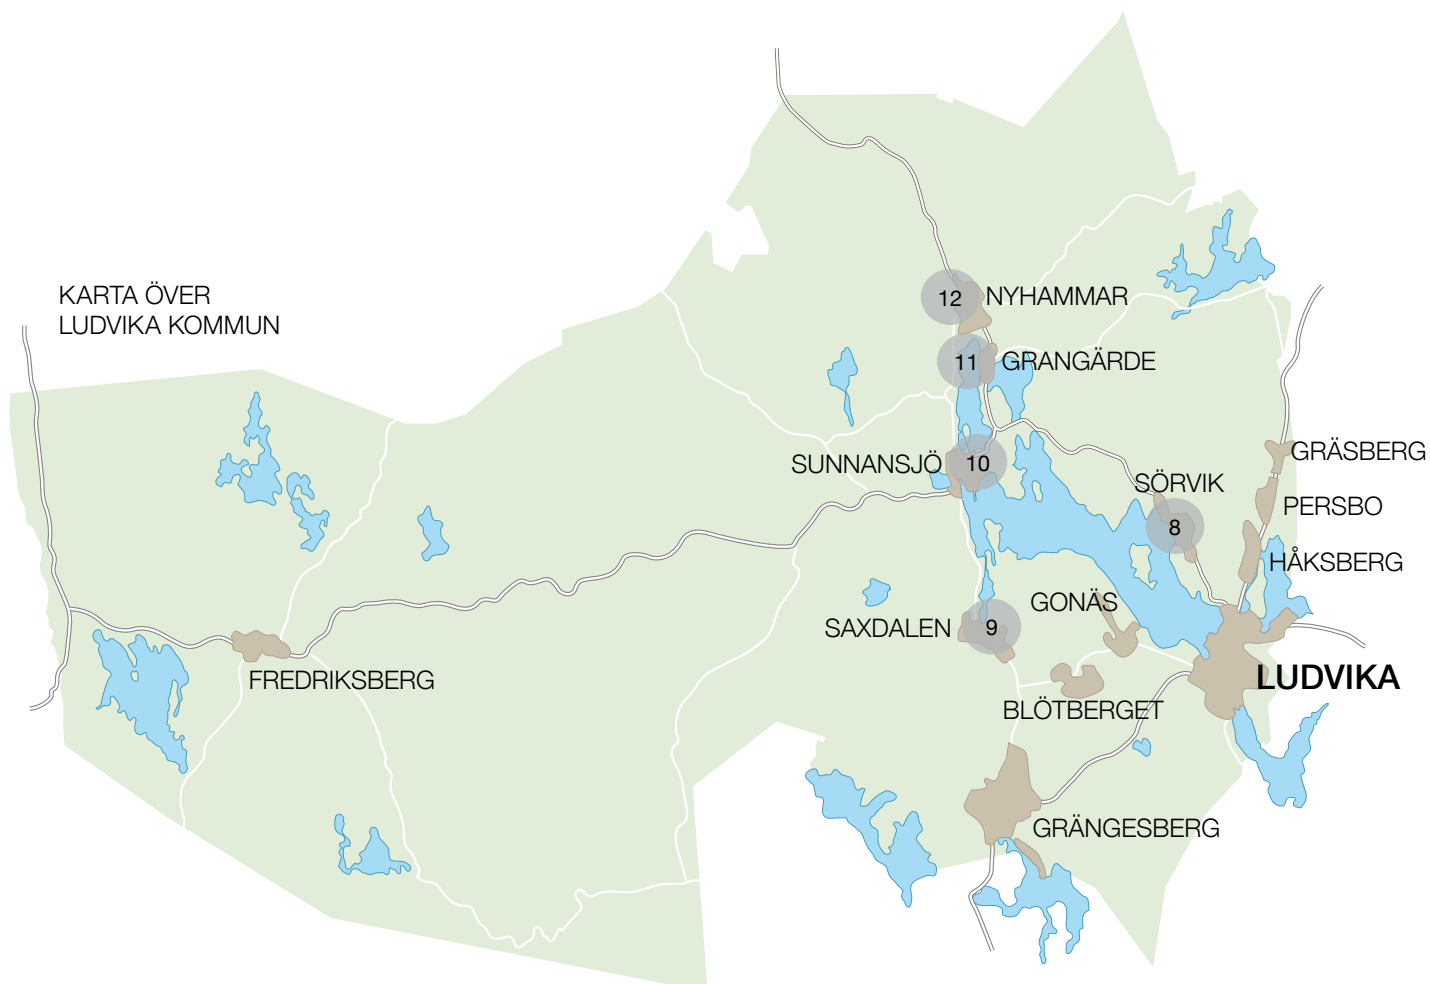 KARTA ÖVER
LUDVIKA KOMMUN
12 NYHAMMAR
11 GRANGÄRDE
GRÄSBERG
SUNNANSJÖ 10
SÖRVIK
PERSBO
8
HÅKSBERG
GONÄS
SAXDALEN 9
FREDRIKSBERG
LUDVIKA
BLÖTBERGET
GRÄNGESBERG